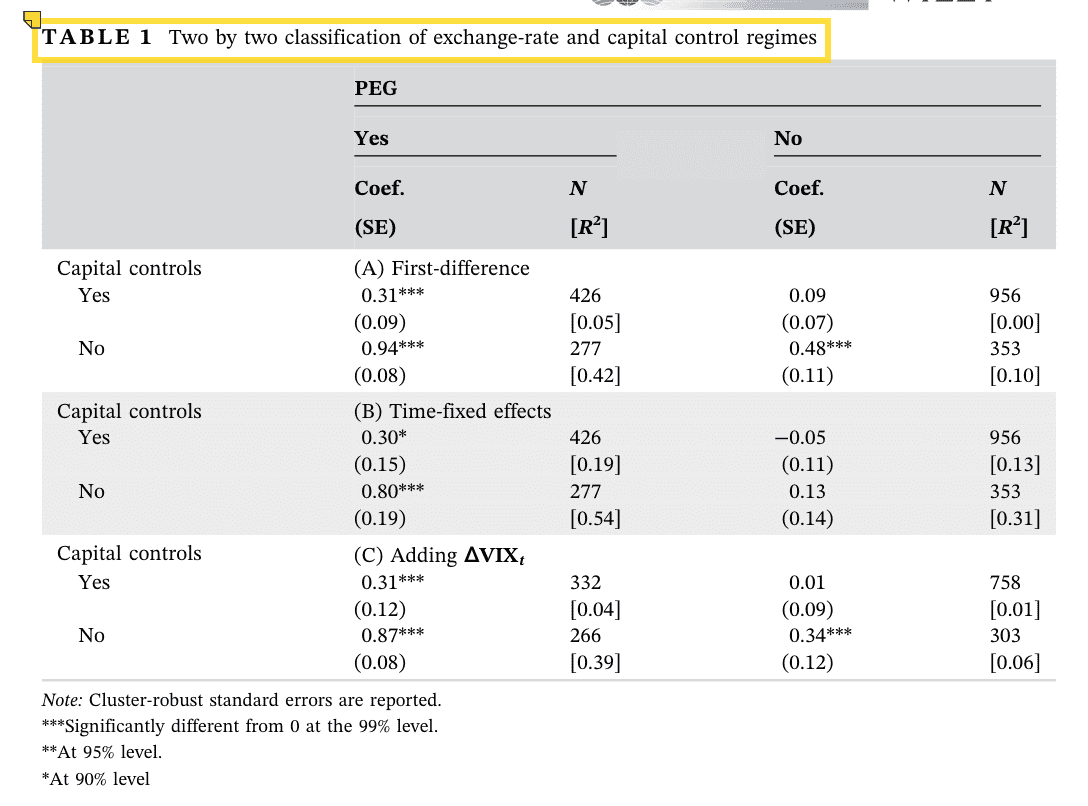 TABLE 1 Two by two classification of exchange-rate and capital control regimes
PEG
Yes No
Coef. N Coef. N
(SE) [R²] (SE) [R²]
Capital controls (A) First-difference
Yes 0.31*** 426 0.09 956
(0.09) [0.05] (0.07) [0.00]
No 0.94*** 277 0.48*** 353
(0.08) [0.42] (0.11) [0.10]
Capital controls (B) Time-fixed effects
Yes 0.30* 426 −0.05 956
(0.15) [0.19] (0.11) [0.13]
No 0.80*** 277 0.13 353
(0.19) [0.54] (0.14) [0.31]
Capital controls (C) Adding ΔVIXₜ
Yes 0.31*** 332 0.01 758
(0.12) [0.04] (0.09) [0.01]
No 0.87*** 266 0.34*** 303
(0.08) [0.39] (0.12) [0.06]
Note: Cluster-robust standard errors are reported.
***Significantly different from 0 at the 99% level.
**At 95% level.
*At 90% level